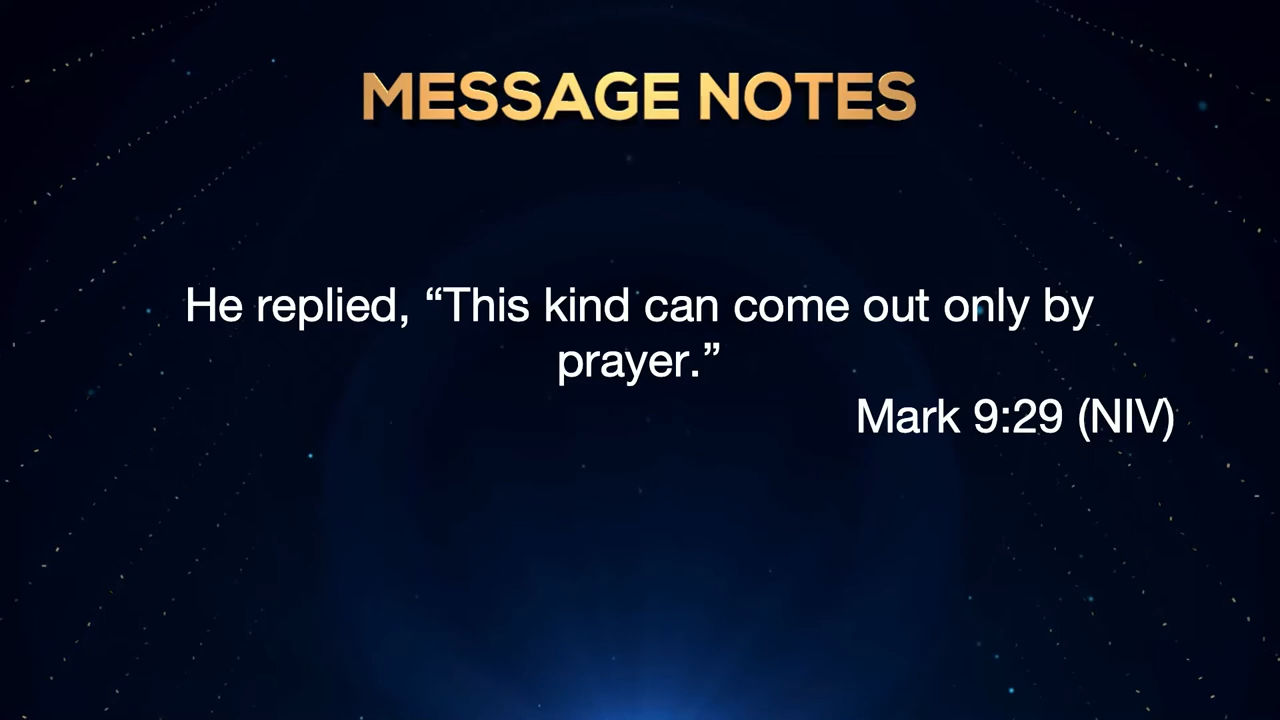 MESSAGE NOTES
He replied, “This kind can come out only by
prayer.”
Mark 9:29 (NIV)